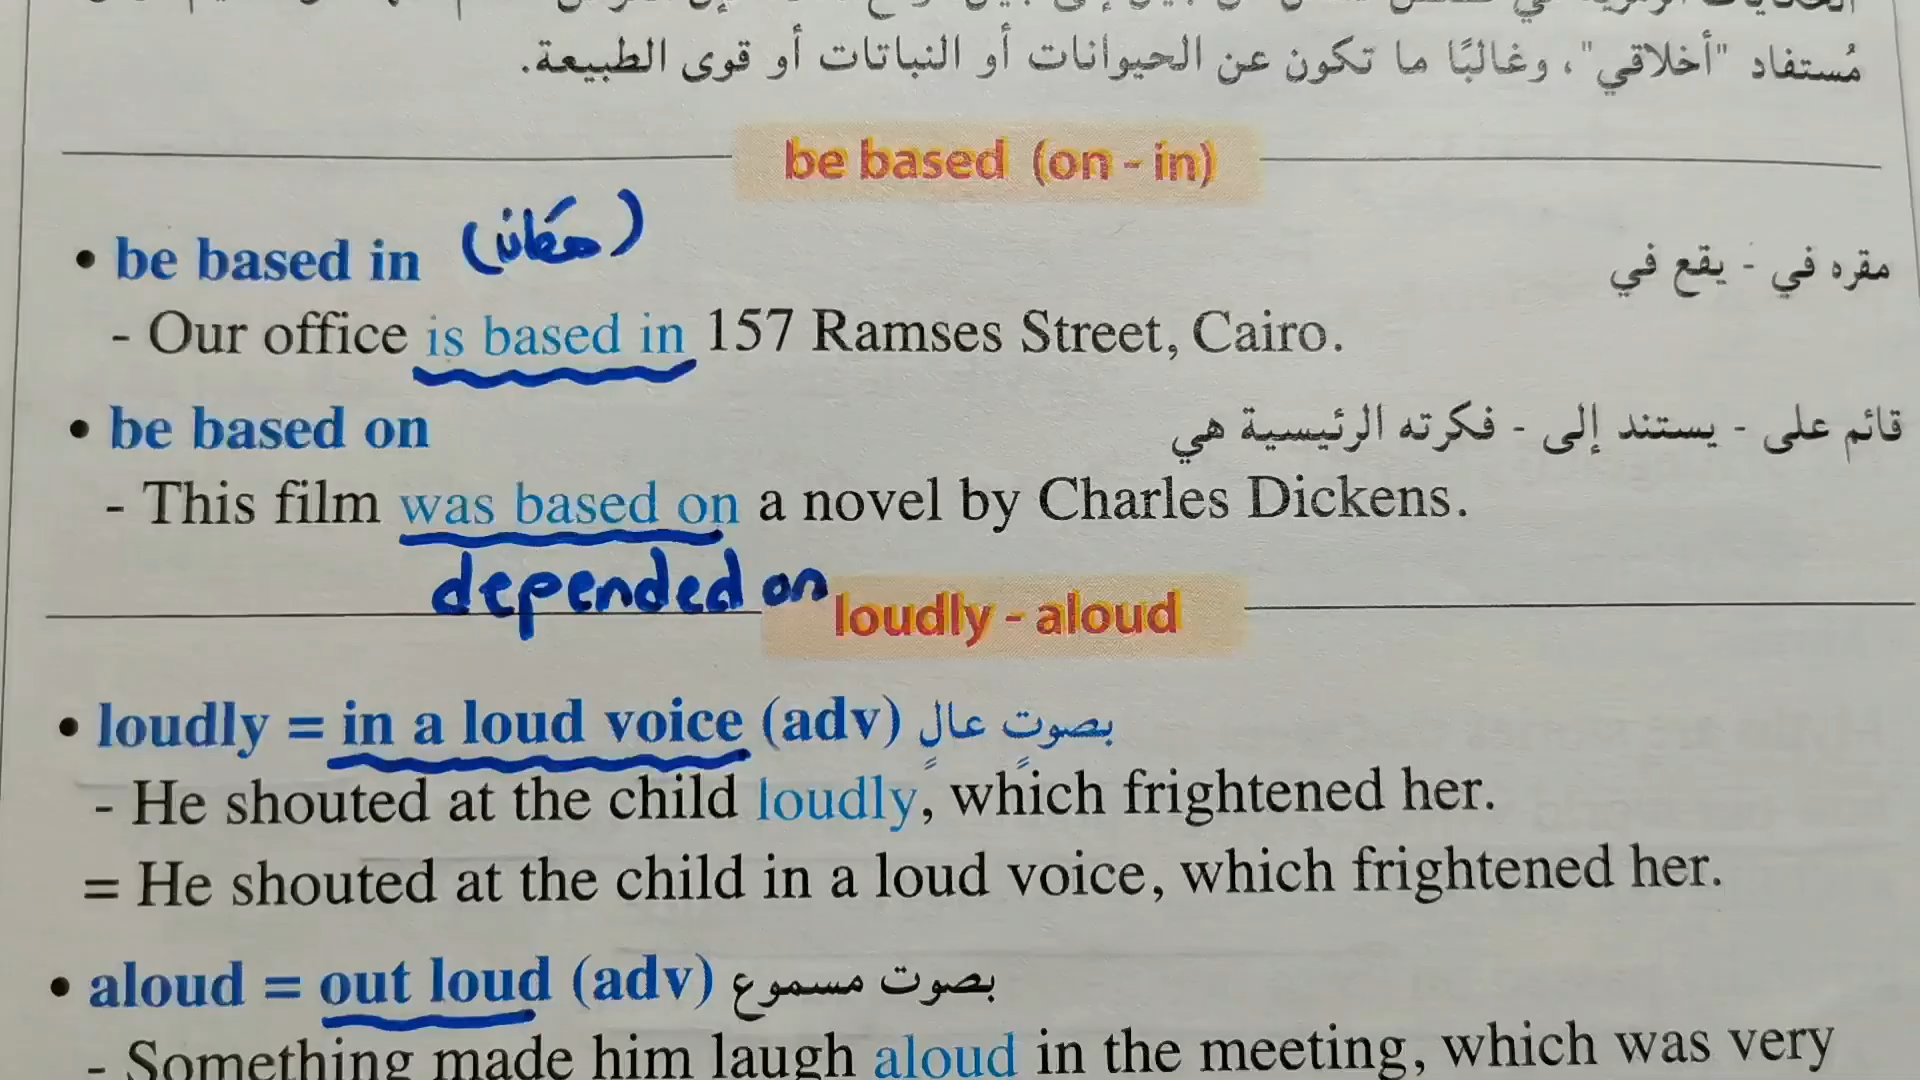 مُستفاد "أخلاقي"، وغالبًا ما تكون عن الحيوانات أو النباتات أو قوى الطبيعة.
be based (on - in)
• be based in (مكان) مقره في - يقع في
- Our office is based in 157 Ramses Street, Cairo.
• be based on قائم على - يستند إلى - فكرته الرئيسية هي
- This film was based on a novel by Charles Dickens.
depended on
loudly - aloud
• loudly = in a loud voice (adv) بصوتٍ عالٍ
- He shouted at the child loudly, which frightened her.
= He shouted at the child in a loud voice, which frightened her.
• aloud = out loud (adv) بصوت مسموع
- Something made him laugh aloud in the meeting, which was very